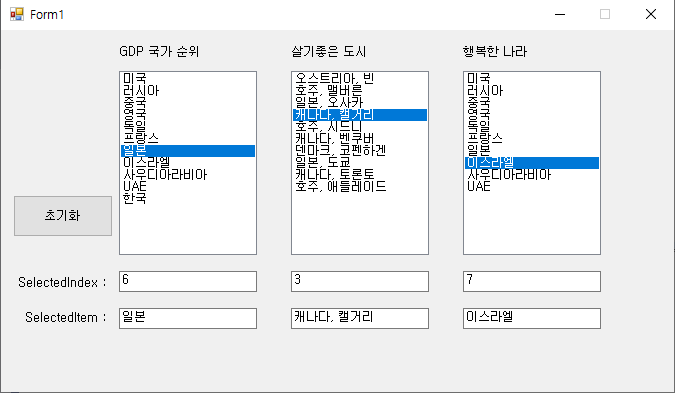 Form1
GDP 국가 순위
살기좋은 도시
행복한 나라
미국
러시아
중국
영국
독일
프랑스
일본
이스라엘
사우디아라비아
UAE
한국
오스트리아, 빈
호주, 맬버른
일본, 오사카
캐나다, 캘거리
호주, 시드니
캐나다, 벤쿠버
덴마크, 코펜하겐
일본, 도쿄
캐나다, 토론토
호주, 애들레이드
미국
러시아
중국
영국
독일
프랑스
일본
이스라엘
사우디아라비아
UAE
초기화
SelectedIndex :
6
3
7
SelectedItem :
일본
캐나다, 캘거리
이스라엘